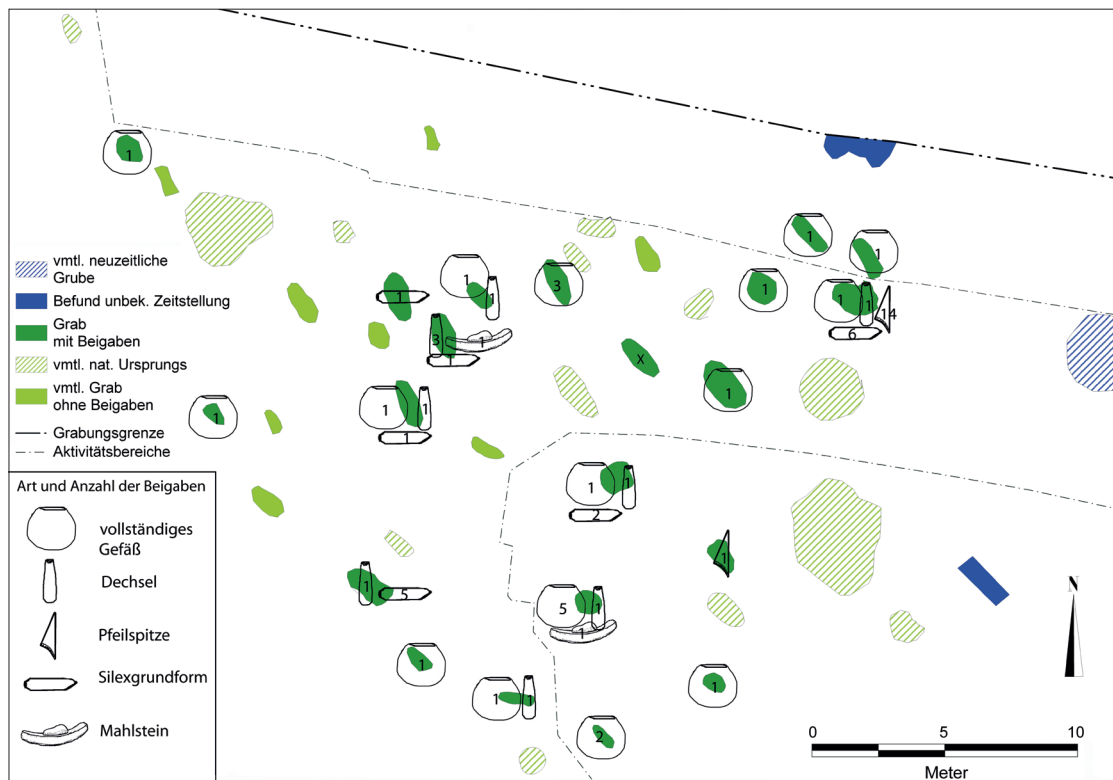 1
1
1
1
1
1
3
1
1
1
14
6
3
1
1
X
1
1
1
1
1
1
1
2
1
1
5
5
1
1
1
1
1
1
2
vmtl. neuzeitliche
Grube
Befund unbek. Zeitstellung
Grab
mit Beigaben
vmtl. nat. Ursprungs
vmtl. Grab
ohne Beigaben
Grabungsgrenze
Aktivitätsbereiche
Art und Anzahl der Beigaben
vollständiges
Gefäß
Dechsel
Pfeilspitze
Silexgrundform
Mahlstein
N
0 5 10
Meter